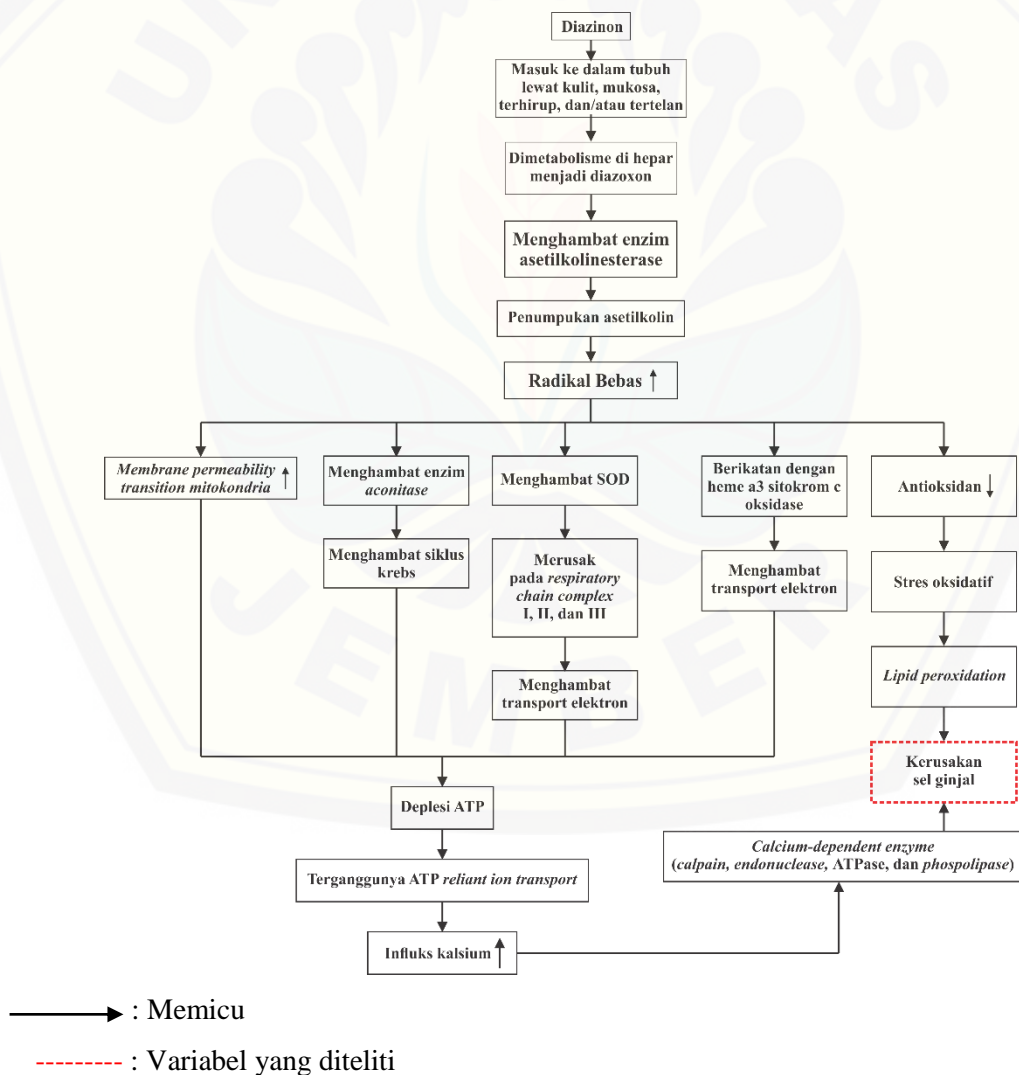 Diazinon
Masuk ke dalam tubuh
lewat kulit, mukosa,
terhirup, dan/atau tertelan
Dimetabolisme di hepar
menjadi diazoxon
Menghambat enzim
asetilkolinesterase
Penumpukan asetilkolin
Radikal Bebas ↑
Membrane permeability
transition mitokondria ↑
Menghambat enzim
aconitase
Menghambat siklus
krebs
Menghambat SOD
Merusak
pada respiratory
chain complex
I, II, dan III
Menghambat
transport elektron
Berikatan dengan
heme a3 sitokrom c
oksidase
Menghambat
transport elektron
Antioksidan ↓
Stres oksidatif
Lipid peroxidation
Kerusakan
sel ginjal
Deplesi ATP
Terganggunya ATP reliant ion transport
Influks kalsium ↑
Calcium-dependent enzyme
(calpain, endonuclease, ATPase, dan phospolipase)
: Memicu
: Variabel yang diteliti
UNIVERSITAS
JEMBER